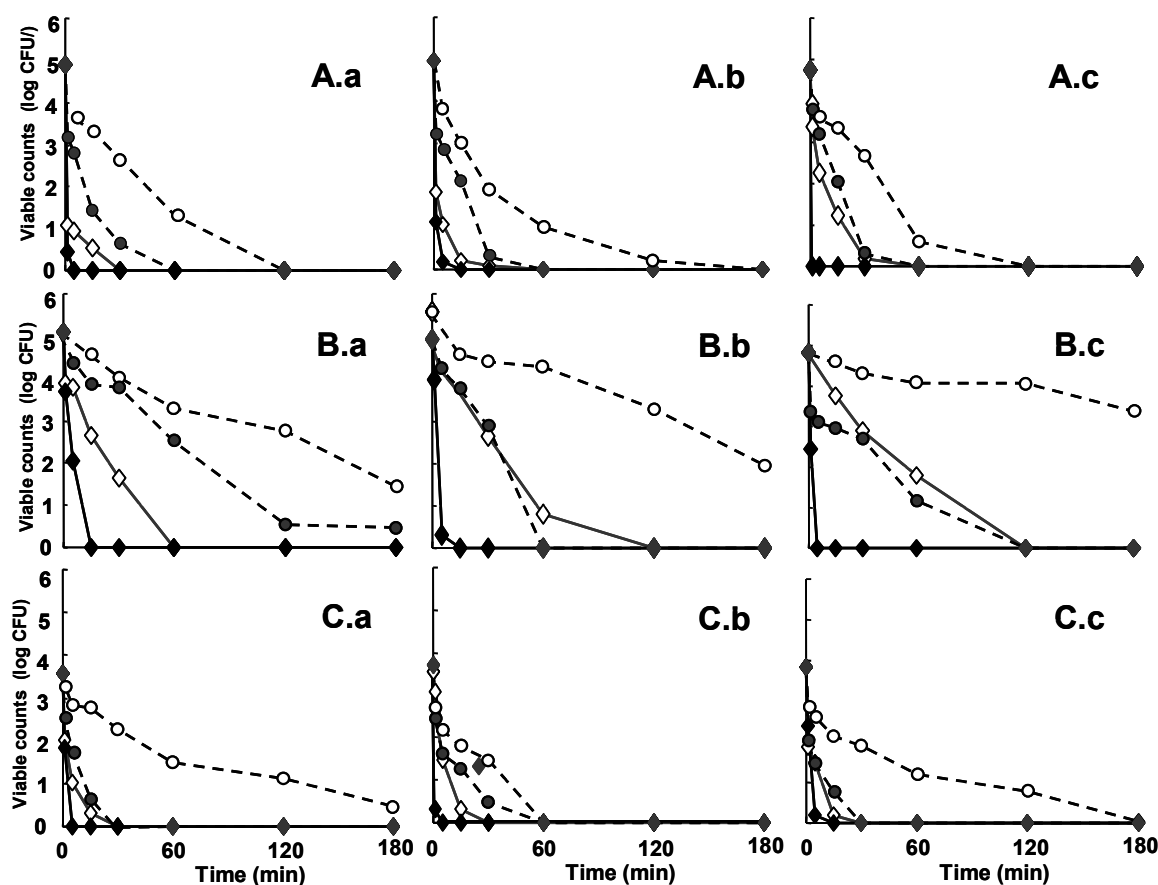 6
5
4
3
2
1
0
Viable counts (log CFU/)
A.a
A.b
A.c
6
5
4
3
2
1
0
Viable counts (log CFU)
B.a
B.b
B.c
6
5
4
3
2
1
0
Viable counts (log CFU)
C.a
C.b
C.c
0 60 120 180
0 60 120 180
0 60 120 180
Time (min)
Time (min)
Time (min)